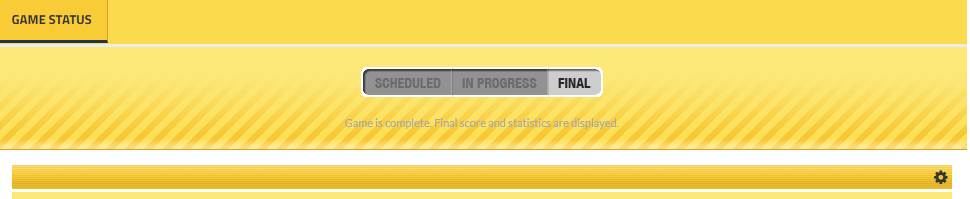 GAME STATUS
SCHEDULED IN PROGRESS FINAL
Game is complete. Final score and statistics are displayed.